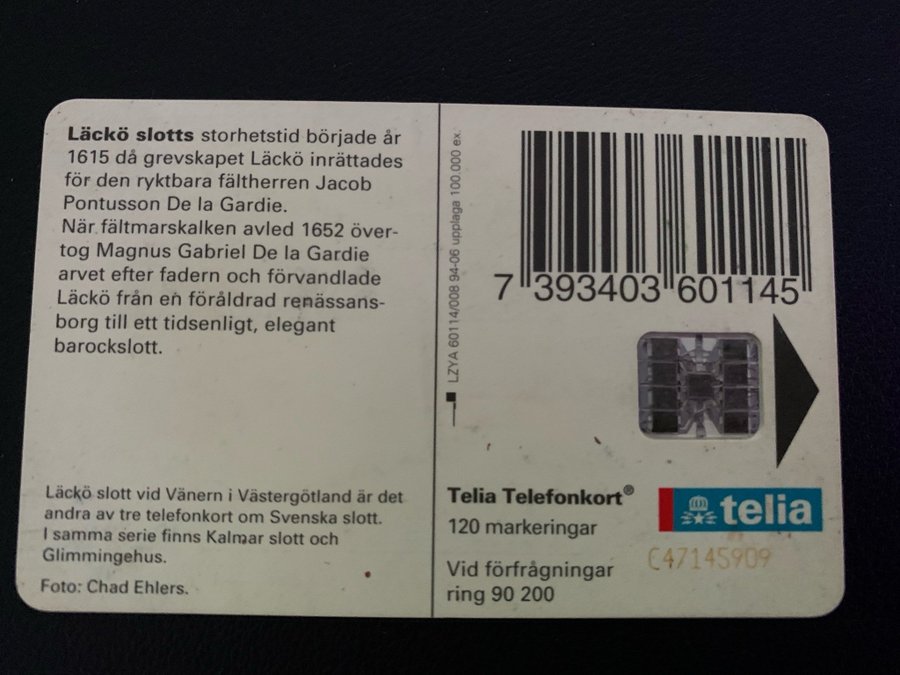 Läckö slotts storhetstid började år
1615 då grevskapet Läckö inrättades
för den ryktbara fältherren Jacob
Pontusson De la Gardie.
När fältmarskalken avled 1652 över-
tog Magnus Gabriel De la Gardie
arvet efter fadern och förvandlade
Läckö från en föråldrad renässans-
borg till ett tidsenligt, elegant
barockslott.
Läckö slott vid Vänern i Västergötland är det
andra av tre telefonkort om Svenska slott.
I samma serie finns Kalmar slott och
Glimmingehus.
Foto: Chad Ehlers.
LZYA 60114/008 94-06 upplaga 100.000 ex.
7 393403 601145
Telia Telefonkort®
120 markeringar
telia
C47145909
Vid förfrågningar
ring 90 200